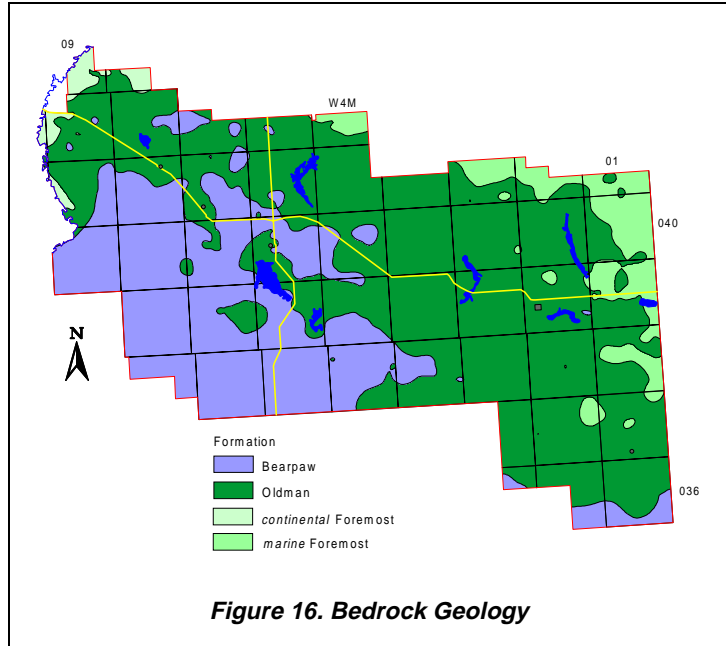 09
W4M
01
040
N
Formation
Bearpaw
Oldman
continental Foremost
marine Foremost
036
Figure 16. Bedrock Geology